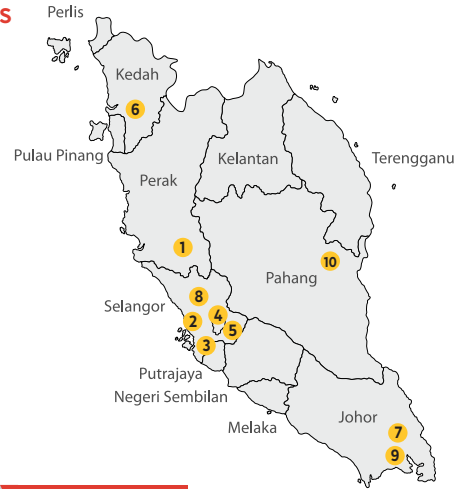 S
Perlis
Kedah
6
Pulau Pinang
Kelantan
Terengganu
Perak
1
10
Pahang
8
Selangor
4
2
5
3
Putrajaya
Negeri Sembilan
Johor
Melaka
7
9